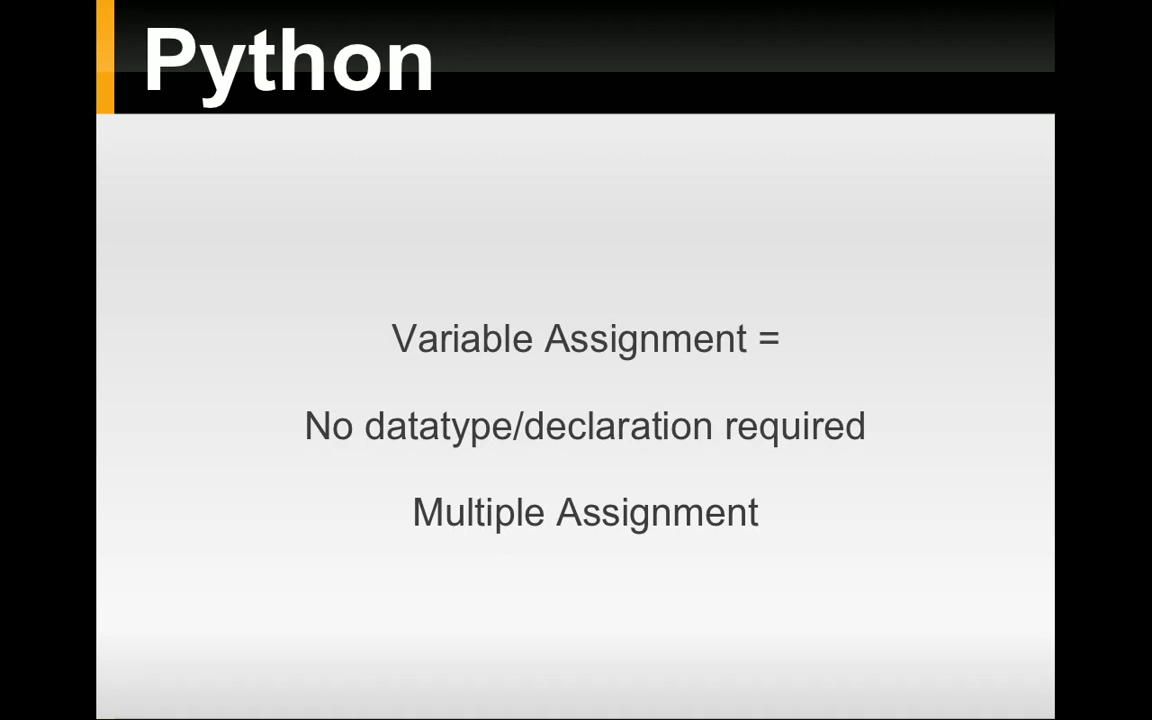 Python
Variable Assignment =
No datatype/declaration required
Multiple Assignment